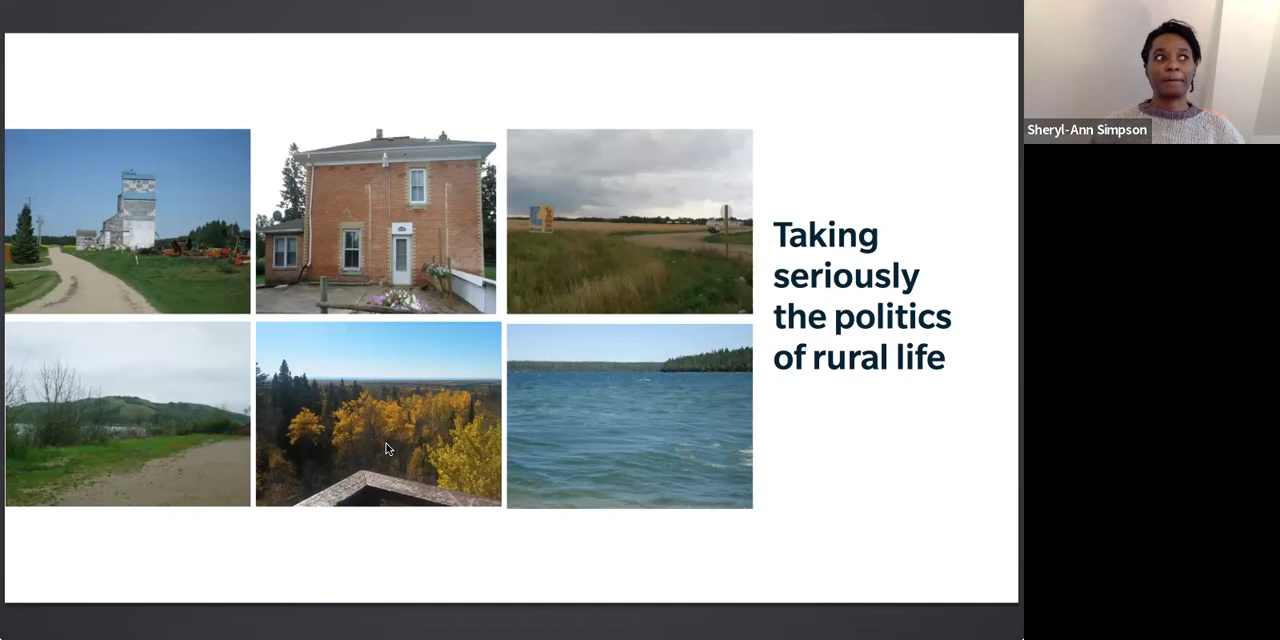 Taking
seriously
the politics
of rural life
Sheryl-Ann Simpson